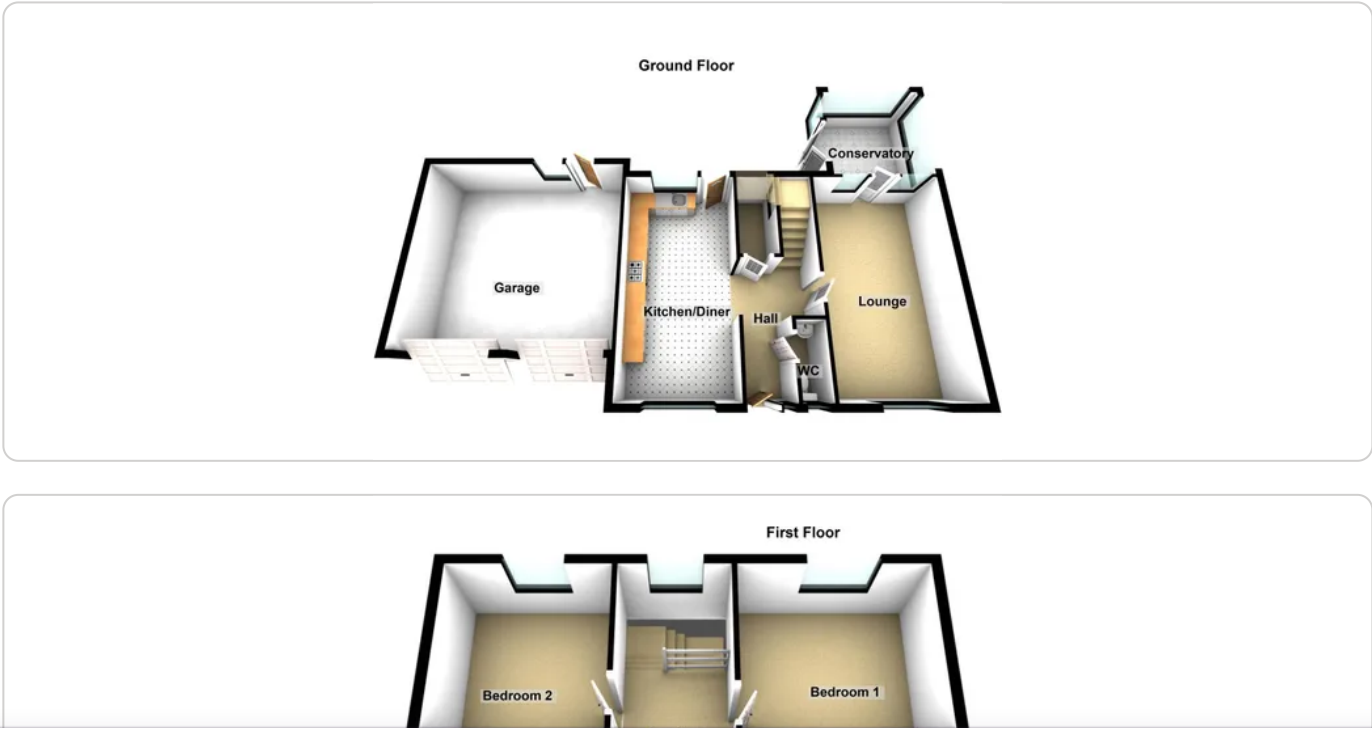 Ground Floor
Conservatory
Garage
Kitchen/Diner
Hall
Lounge
WC
First Floor
Bedroom 2
Bedroom 1